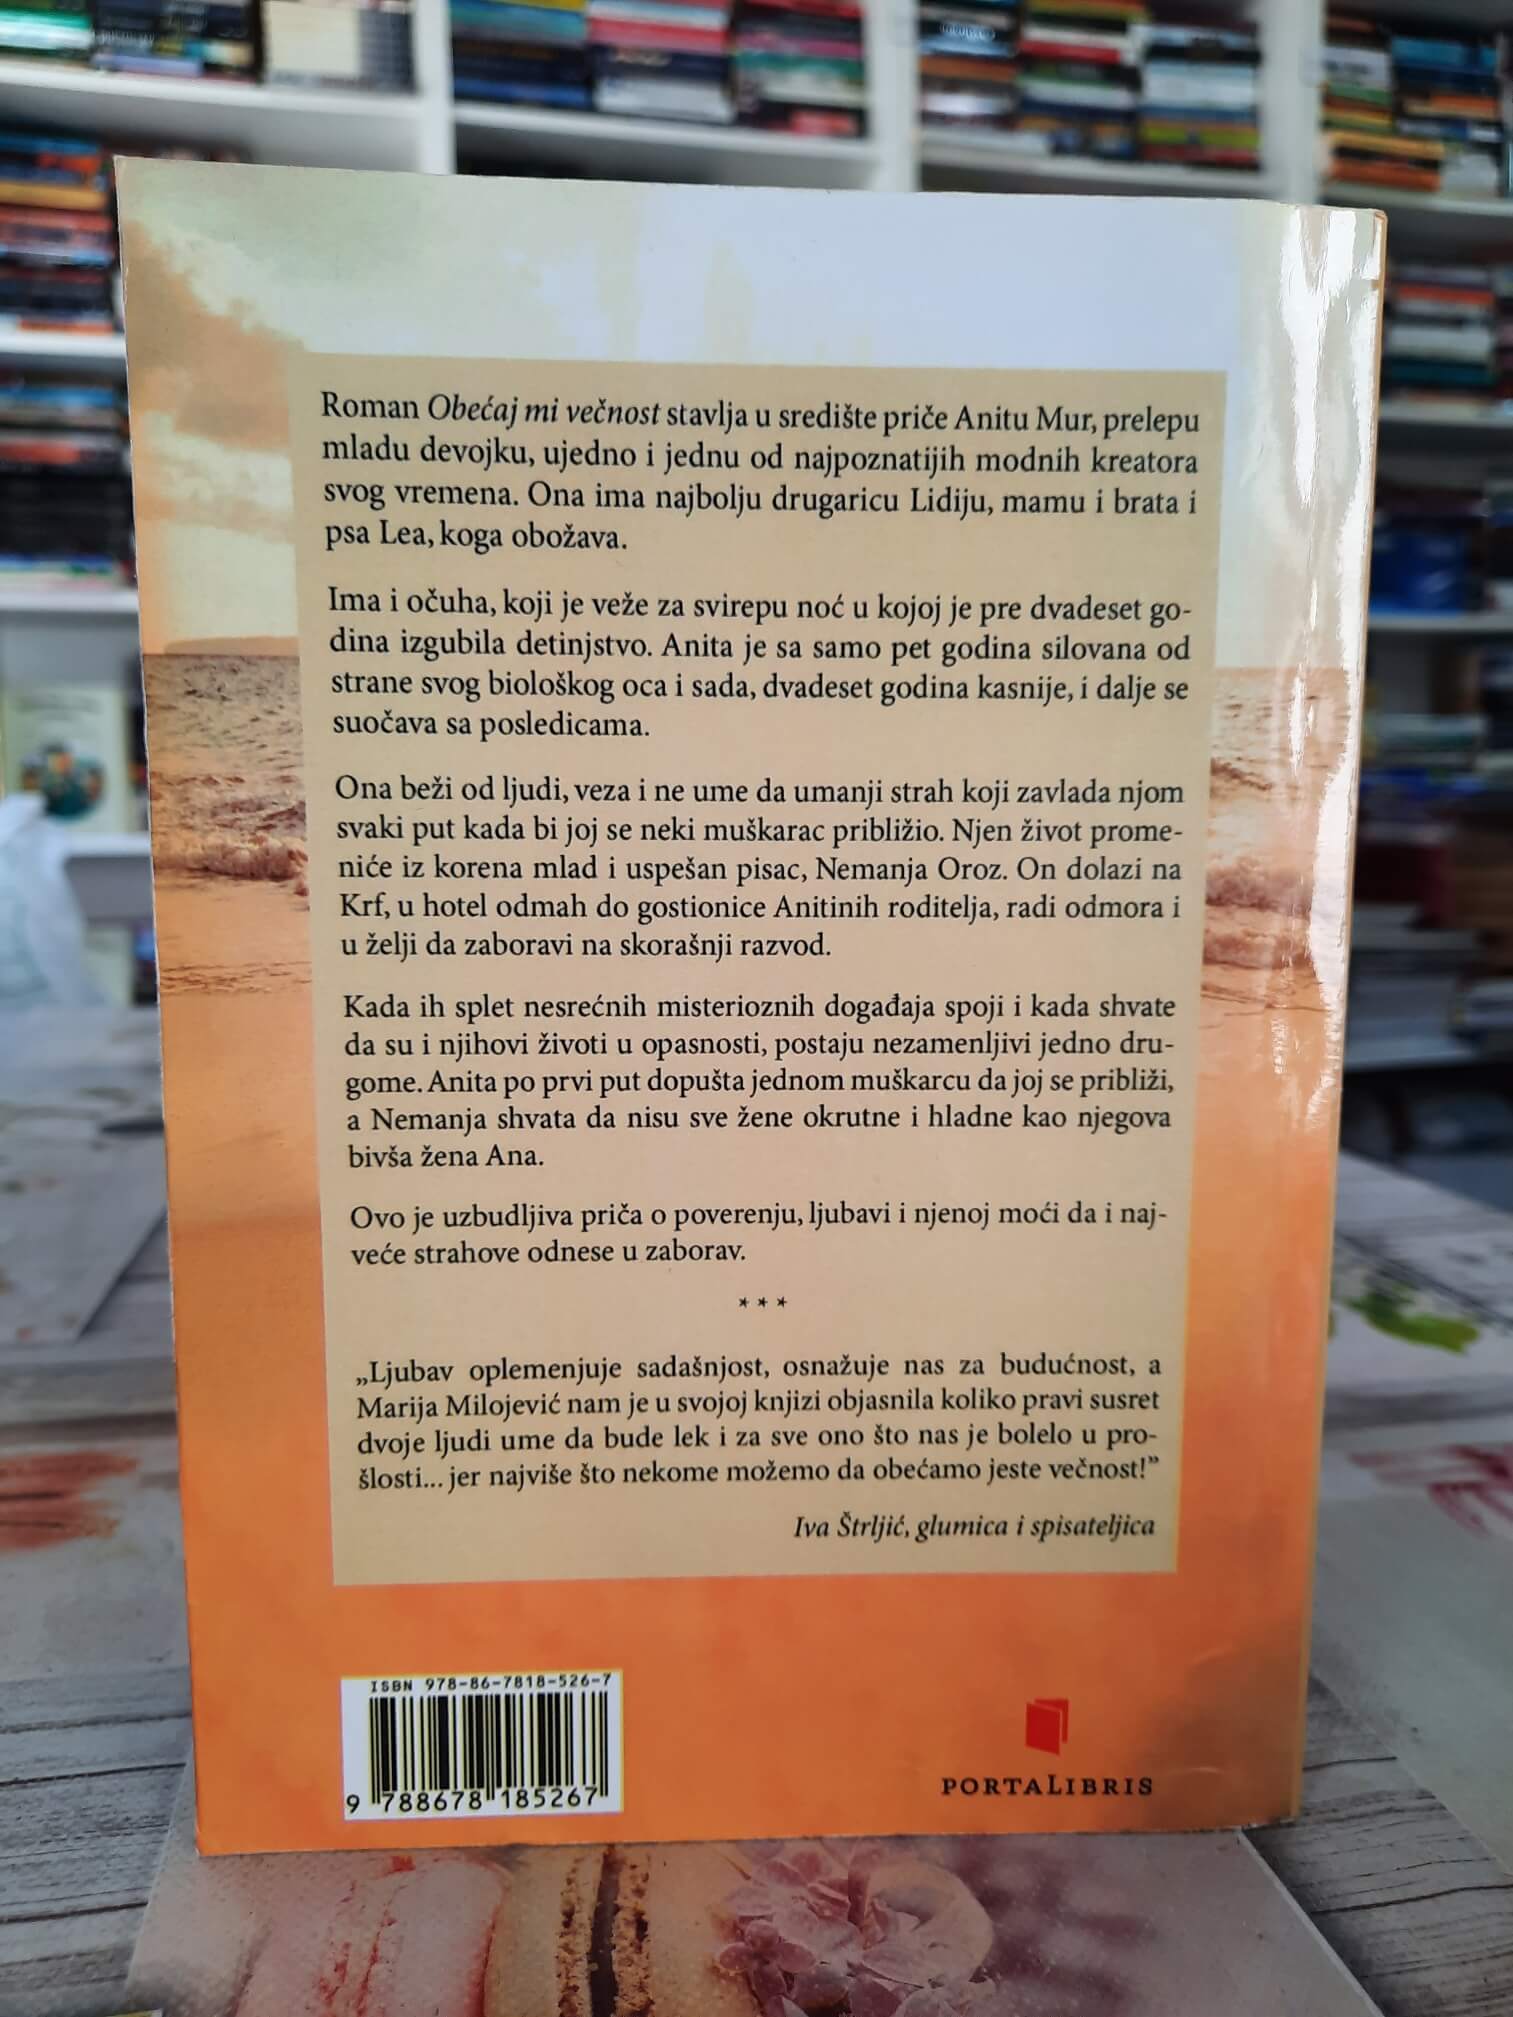 Roman Obećaj mi večnost stavlja u središte priče Anitu Mur, prelepu
mladu devojku, ujedno i jednu od najpoznatijih modnih kreatora
svog vremena. Ona ima najbolju drugaricu Lidiju, mamu i brata i
psa Lea, koga obožava.
Ima i očuha, koji je veže za svirepu noć u kojoj je pre dvadeset go-
dina izgubila detinjstvo. Anita je sa samo pet godina silovana od
strane svog biološkog oca i sada, dvadeset godina kasnije, i dalje se
suočava sa posledicama.
Ona beži od ljudi, veza i ne ume da umanji strah koji zavlada njom
svaki put kada bi joj se neki muškarac približio. Njen život prome-
niće iz korena mlad i uspešan pisac, Nemanja Oroz. On dolazi na
Krf, u hotel odmah do gostionice Anitinih roditelja, radi odmora i
u želji da zaboravi na skorašnji razvod.
Kada ih splet nesrećnih misterioznih događaja spoji i kada shvate
da su i njihovi životi u opasnosti, postaju nezamenljivi jedno dru-
gome. Anita po prvi put dopušta jednom muškarcu da joj se približi,
a Nemanja shvata da nisu sve žene okrutne i hladne kao njegova
bivša žena Ana.
Ovo je uzbudljiva priča o poverenju, ljubavi i njenoj moći da i naj-
veće strahove odnese u zaborav.
* * *
„Ljubav oplemenjuje sadašnjost, osnažuje nas za budućnost, a
Marija Milojević nam je u svojoj knjizi objasnila koliko pravi susret
dvoje ljudi ume da bude lek i za sve ono što nas je bolelo u pro-
šlosti... jer najviše što nekome možemo da obećamo jeste večnost!”
Iva Štrljić, glumica i spisateljica
ISBN 978-86-7818-526-7
9 788678 185267
PORTALIBRIS